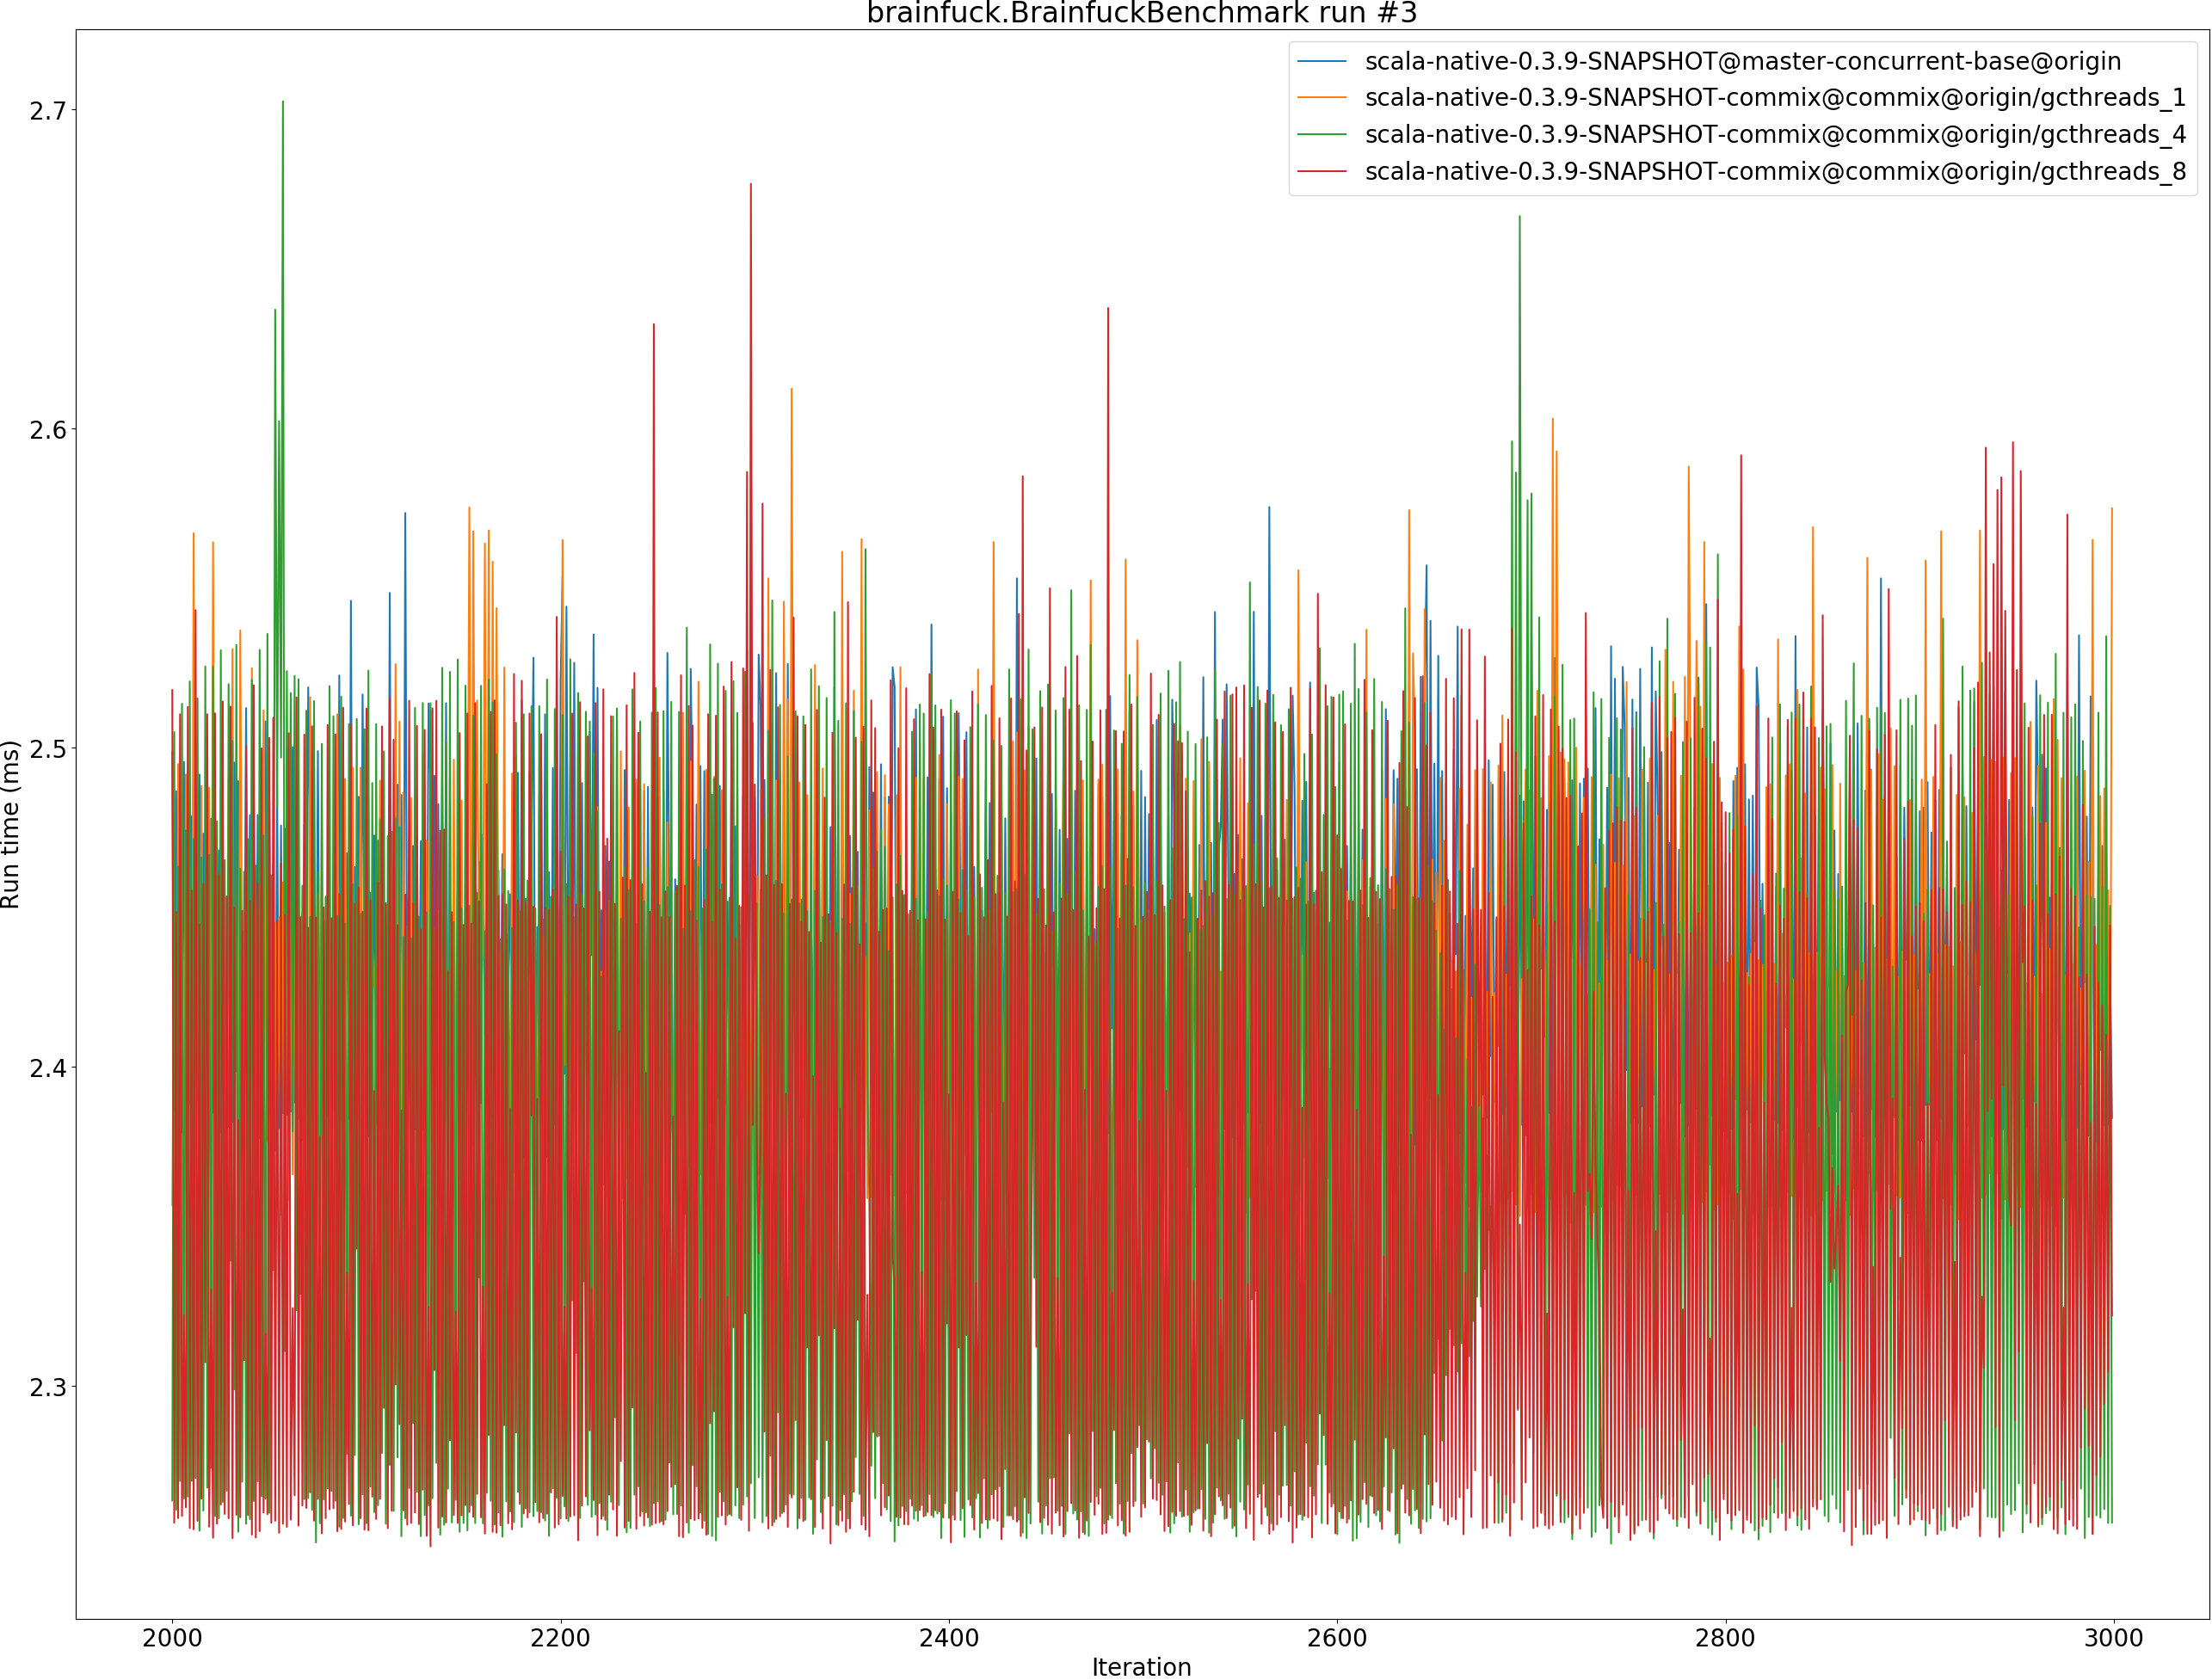 brainfuck.BrainfuckBenchmark run #3
scala-native-0.3.9-SNAPSHOT@master-concurrent-base@origin
scala-native-0.3.9-SNAPSHOT-commix@commix@origin/gcthreads_1
scala-native-0.3.9-SNAPSHOT-commix@commix@origin/gcthreads_4
scala-native-0.3.9-SNAPSHOT-commix@commix@origin/gcthreads_8
2.7
2.6
2.5
2.4
2.3
Run time (ms)
2000 2200 2400 2600 2800 3000
Iteration